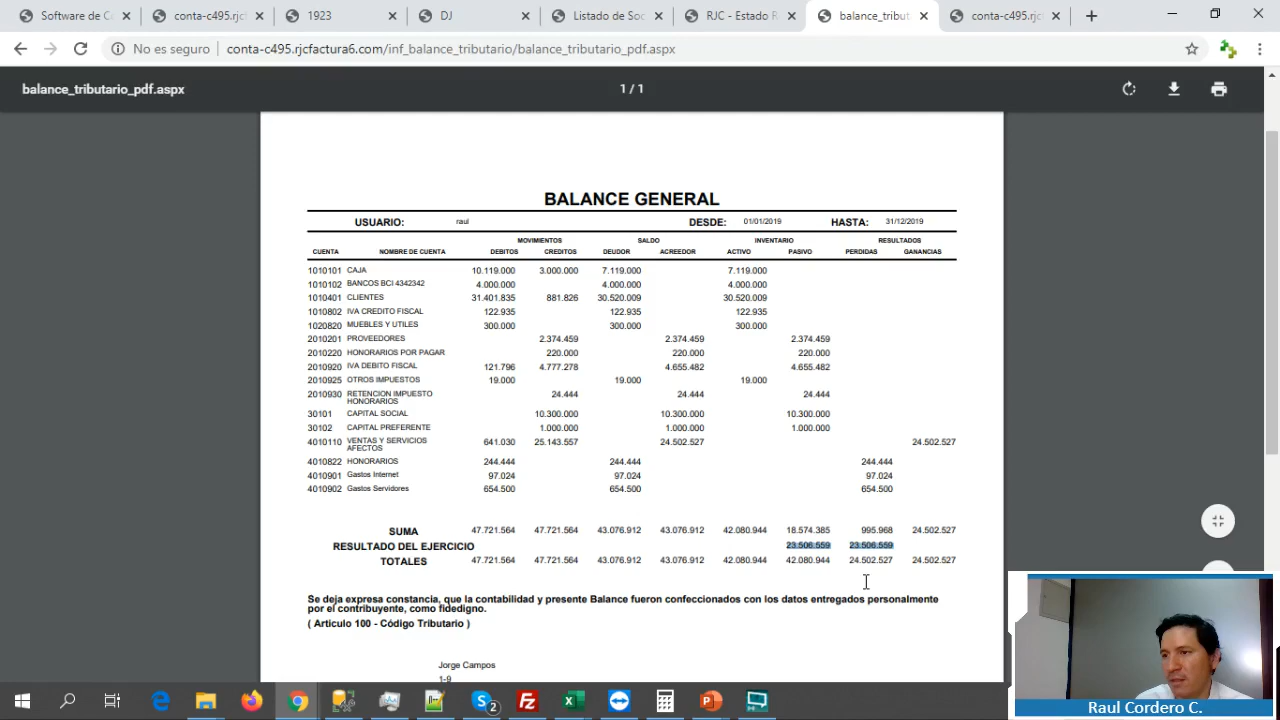 Software de C
conta-c495.rjc
1923
DJ
Listado de Soc
RJC - Estado R
balance_tribut
conta-c495.rjc
No es seguro
conta-c495.rjcfactura6.com/inf_balance_tributario/balance_tributario_pdf.aspx
balance_tributario_pdf.aspx
1 / 1
BALANCE GENERAL
USUARIO: raul DESDE: 01/01/2019 HASTA: 31/12/2019
MOVIMIENTOS SALDO INVENTARIO RESULTADOS
CUENTA NOMBRE DE CUENTA DEBITOS CREDITOS DEUDOR ACREEDOR ACTIVO PASIVO PERDIDAS GANANCIAS
1010101 CAJA 10.119.000 3.000.000 7.119.000 7.119.000
1010102 BANCOS BCI 4342342 4.000.000 4.000.000 4.000.000
1010401 CLIENTES 31.401.835 881.826 30.520.009 30.520.009
1010802 IVA CREDITO FISCAL 122.935 122.935 122.935
1020820 MUEBLES Y UTILES 300.000 300.000 300.000
2010201 PROVEEDORES 2.374.459 2.374.459 2.374.459
2010220 HONORARIOS POR PAGAR 220.000 220.000 220.000
2010920 IVA DEBITO FISCAL 121.796 4.777.278 4.655.482 4.655.482
2010925 OTROS IMPUESTOS 19.000 19.000 19.000
2010930 RETENCION IMPUESTO 24.444 24.444 24.444
HONORARIOS
30101 CAPITAL SOCIAL 10.300.000 10.300.000 10.300.000
30102 CAPITAL PREFERENTE 1.000.000 1.000.000 1.000.000
4010110 VENTAS Y SERVICIOS 641.030 25.143.557 24.502.527 24.502.527
AFECTOS
4010822 HONORARIOS 244.444 244.444 244.444
4010901 Gastos Internet 97.024 97.024 97.024
4010902 Gastos Servidores 654.500 654.500 654.500
SUMA 47.721.564 47.721.564 43.076.912 43.076.912 42.080.944 18.574.385 995.968 24.502.527
RESULTADO DEL EJERCICIO 23.506.559 23.506.559
TOTALES 47.721.564 47.721.564 43.076.912 43.076.912 42.080.944 42.080.944 24.502.527 24.502.527
Se deja expresa constancia, que la contabilidad y presente Balance fueron confeccionados con los datos entregados personalmente
por el contribuyente, como fidedigno.
( Articulo 100 - Código Tributario )
Jorge Campos
1-9
2
Raul Cordero C.